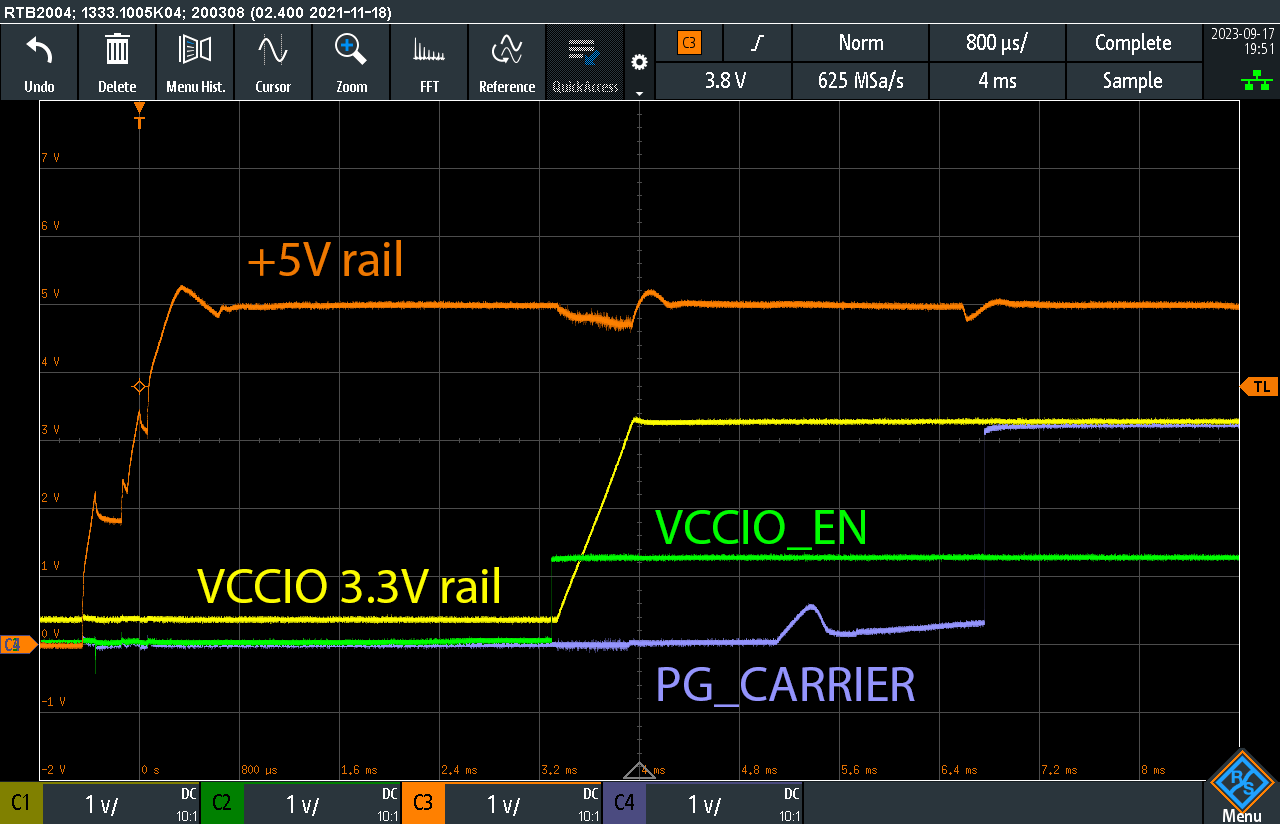 RTB2004; 1333.1005K04; 200308 (02.400 2021-11-18)
Undo
Delete
Menu Hist.
Cursor
Zoom
FFT
Reference
QuickAccess
C3
Norm
800 µs/
Complete
3.8 V
625 MSa/s
4 ms
Sample
2023-09-17
19:51
T
7 V
6 V
+5V rail
5 V
4 V
TL
3 V
2 V
VCCIO_EN
1 V
VCCIO 3.3V rail
0 V
PG_CARRIER
-1 V
-2 V
0 s
800 µs
1.6 ms
2.4 ms
3.2 ms
4 ms
4.8 ms
5.6 ms
6.4 ms
7.2 ms
8 ms
C1
1 V/
DC
10:1
C2
1 V/
DC
10:1
C3
1 V/
DC
10:1
C4
1 V/
DC
10:1
R S
Menu